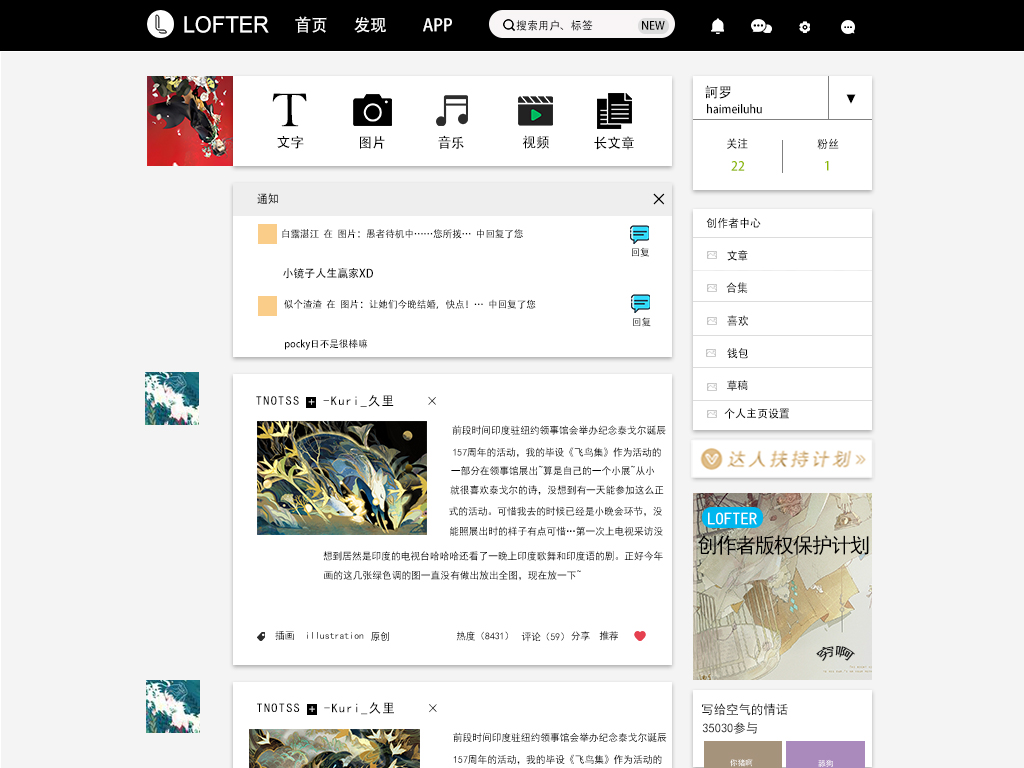 LOFTER 首页 发现 APP 搜索用户、标签 NEW
文字 图片 音乐 视频 长文章
訶罗
haimeiluhu
▼
关注 粉丝
22 1
通知
白露湛江 在 图片：愚者待机中……您所拨… 中回复了您
回复
小镜子人生赢家XD
似个渣渣 在 图片：让她们今晚结婚，快点！… 中回复了您
回复
pocky日不是很棒嘛
创作者中心
文章
合集
喜欢
钱包
草稿
个人主页设置
达人扶持计划»
LOFTER
创作者版权保护计划
TNOTSS -Kuri_久里
前段时间印度驻纽约领事馆会举办纪念泰戈尔诞辰
157周年的活动，我的毕设《飞鸟集》作为活动的
一部分在领事馆展出~算是自己的一个小展~从小
就很喜欢泰戈尔的诗，没想到有一天能参加这么正
式的活动。可惜我去的时候已经是小晚会环节，没
能照展出时的样子有点可惜…第一次上电视采访没
想到居然是印度的电视台哈哈哈还看了一晚上印度歌舞和印度语的剧。正好今年
画的这几张绿色调的图一直没有做出放出全图，现在放一下~
插画 illustration 原创 热度（8431） 评论（59）分享 推荐
写给空气的情话
35030参与
TNOTSS -Kuri_久里
前段时间印度驻纽约领事馆会举办纪念泰戈尔诞辰
157周年的活动，我的毕设《飞鸟集》作为活动的